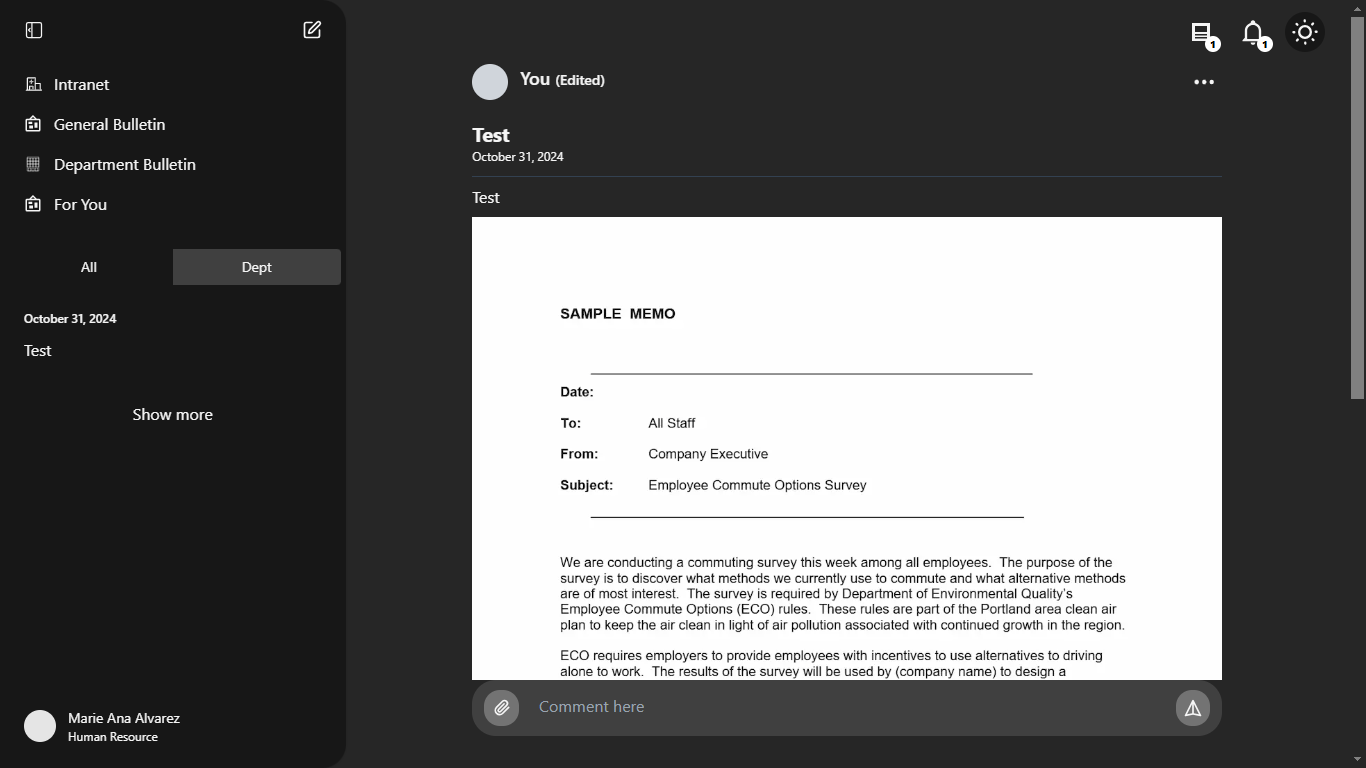 Intranet
General Bulletin
Department Bulletin
For You
All
Dept
October 31, 2024
Test
Show more
Marie Ana Alvarez
Human Resource
1
1
You (Edited)
Test
October 31, 2024
Test
SAMPLE MEMO
Date:
To: All Staff
From: Company Executive
Subject: Employee Commute Options Survey
We are conducting a commuting survey this week among all employees. The purpose of the
survey is to discover what methods we currently use to commute and what alternative methods
are of most interest. The survey is required by Department of Environmental Quality's
Employee Commute Options (ECO) rules. These rules are part of the Portland area clean air
plan to keep the air clean in light of air pollution associated with continued growth in the region.
ECO requires employers to provide employees with incentives to use alternatives to driving
alone to work. The results of the survey will be used by (company name) to design a
Comment here